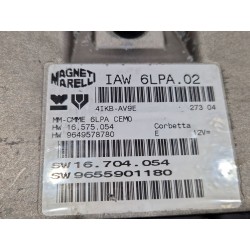 MAGNETI MARELLI
IAW 6LPA.02
4IKB-AV9E 273 04
MM-CMME 6LPA CEMO
HW 16.575.054 Corbetta
HW 9649578780 E 12V=
SW16.704.054
SW9655901180